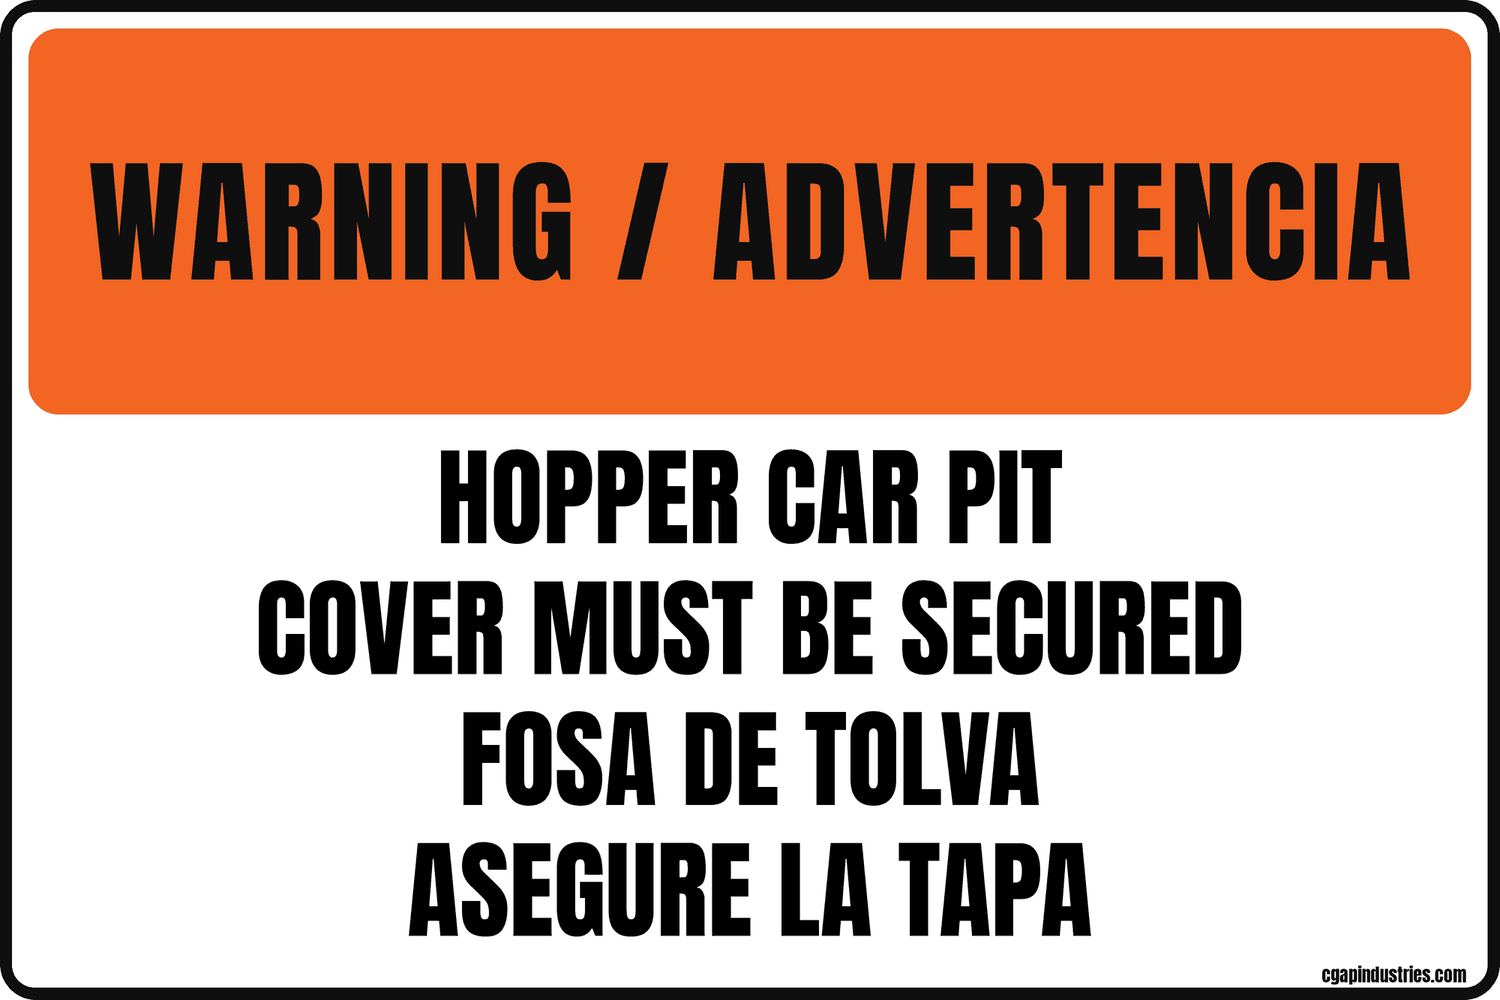 WARNING / ADVERTENCIA
HOPPER CAR PIT
COVER MUST BE SECURED
FOSA DE TOLVA
ASEGURE LA TAPA
cgapindustries.com